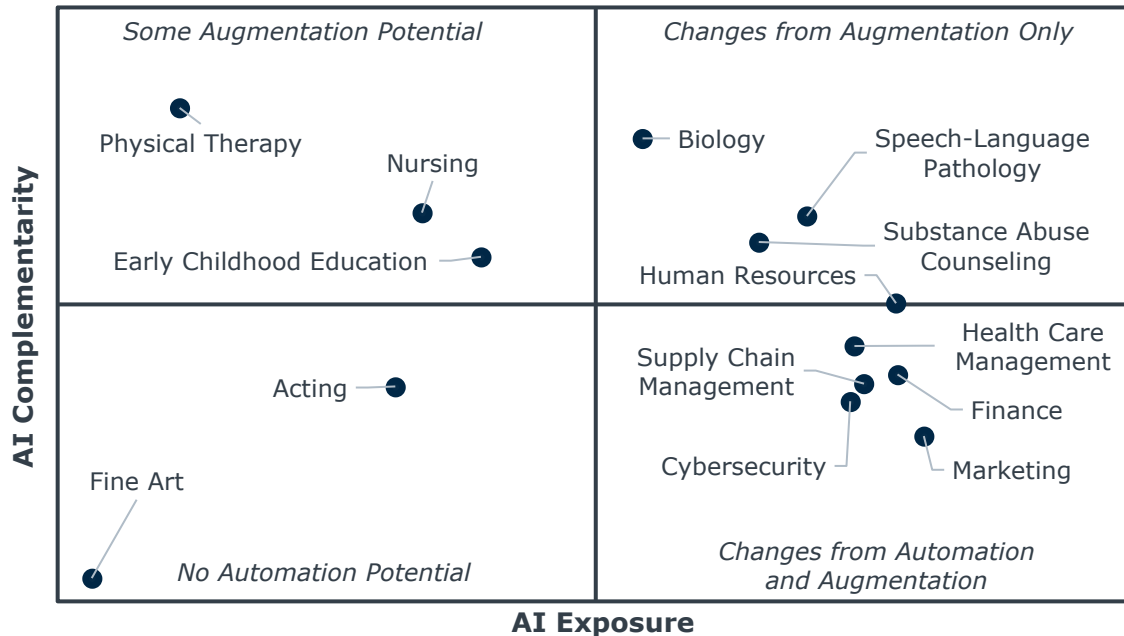 Some Augmentation Potential
Changes from Augmentation Only
Physical Therapy
Nursing
Early Childhood Education
Biology
Speech-Language
Pathology
Substance Abuse
Counseling
Human Resources
AI Complementarity
Health Care
Management
Supply Chain
Management
Acting
Finance
Cybersecurity
Marketing
Fine Art
No Automation Potential
Changes from Automation
and Augmentation
AI Exposure